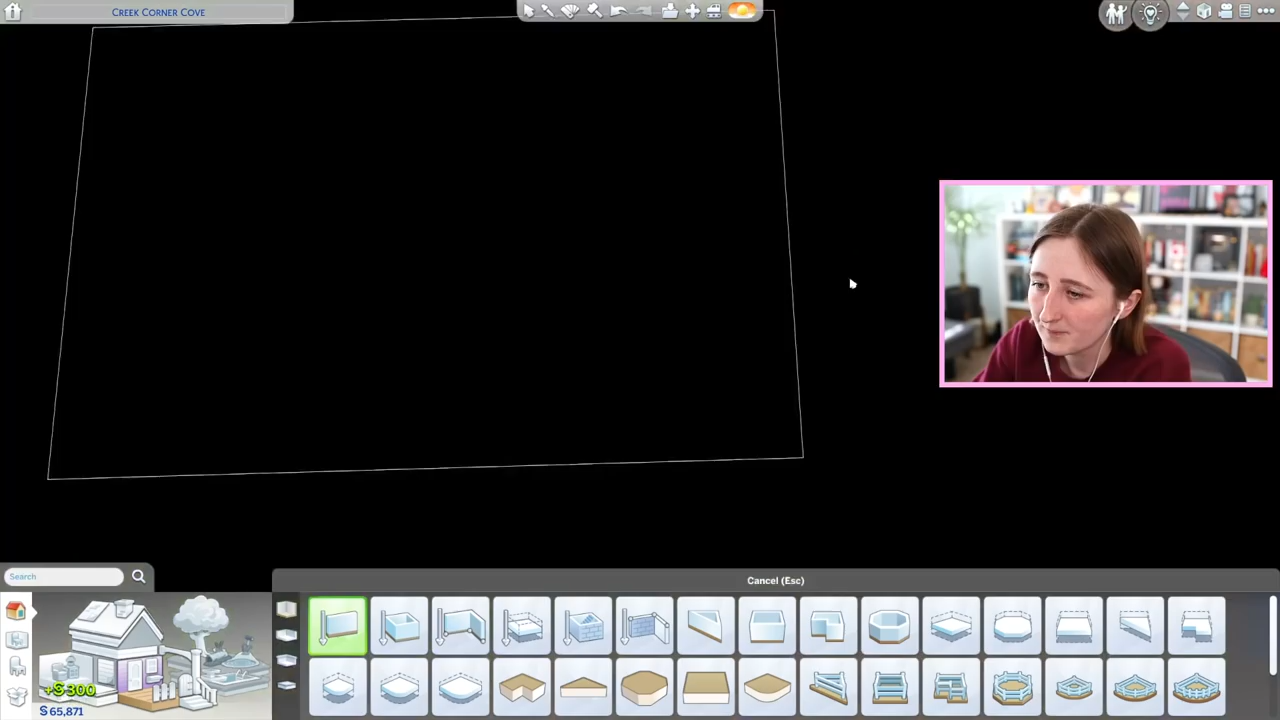 CREEK CORNER COVE
Cancel (Esc)
Search
+§300
§65,871